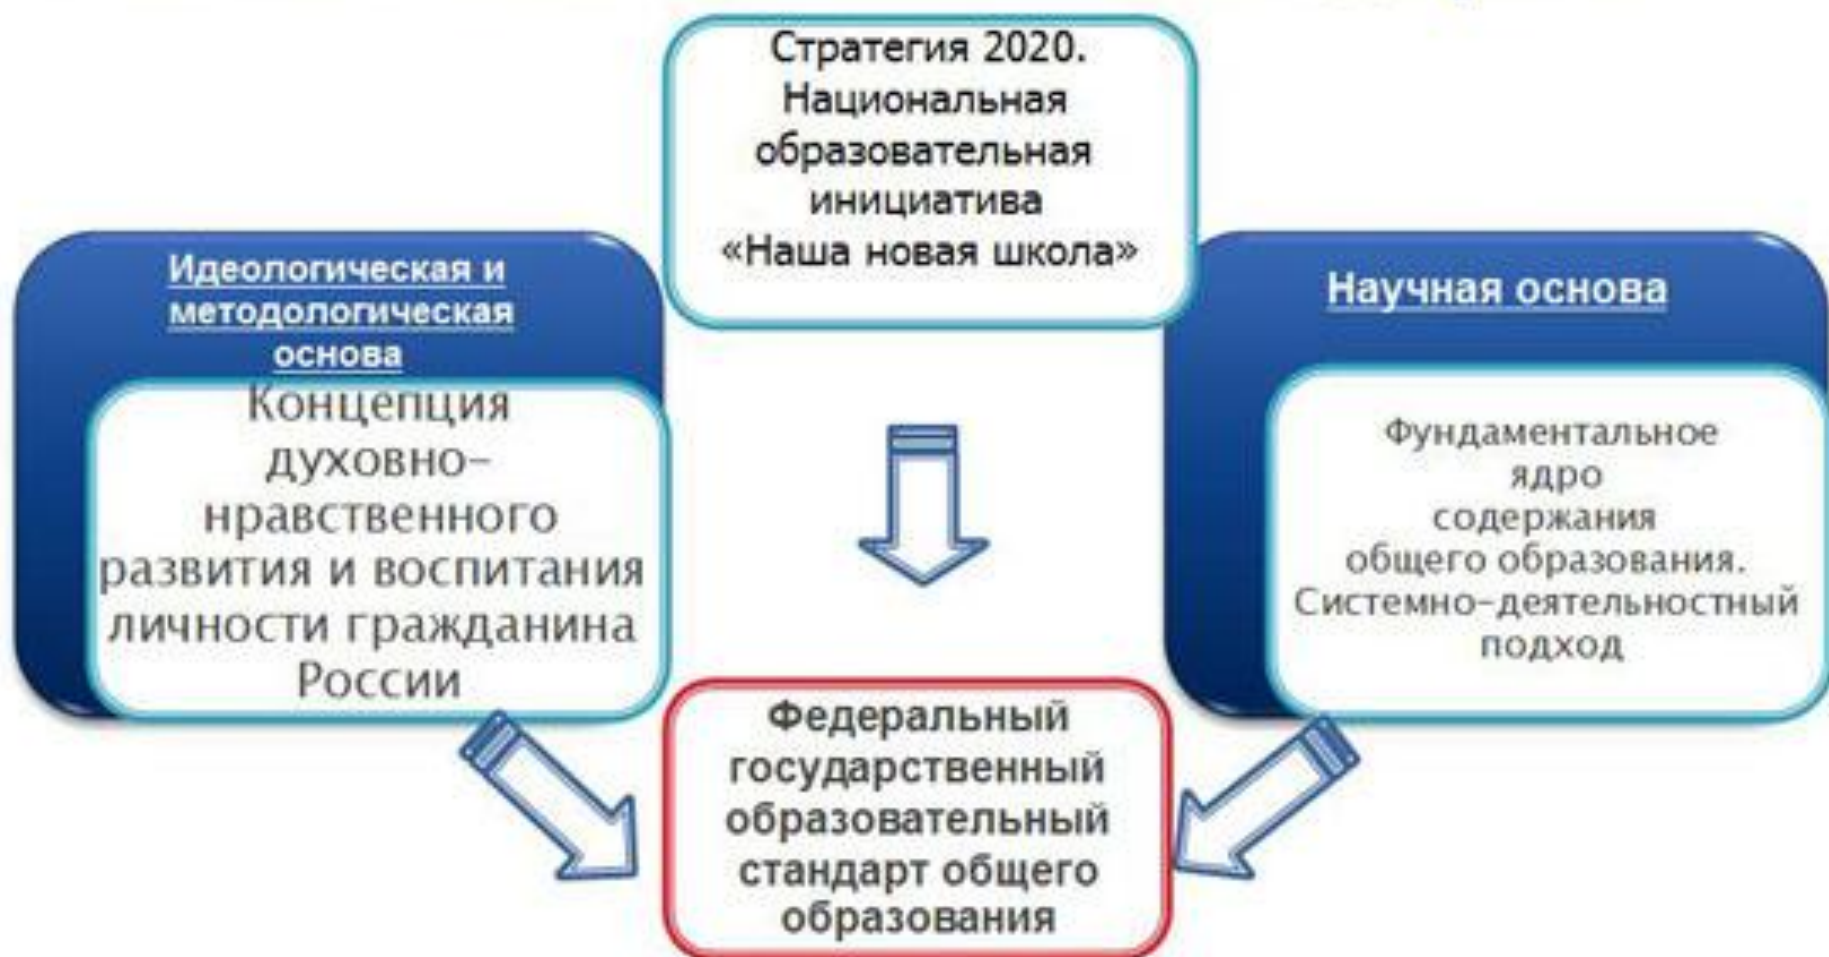 Стратегия 2020.
Национальная
образовательная
инициатива
«Наша новая школа»
Идеологическая и
методологическая
основа
Концепция
духовно-
нравственного
развития и воспитания
личности гражданина
России
Научная основа
Фундаментальное
ядро
содержания
общего образования.
Системно-деятельностный
подход
Федеральный
государственный
образовательный
стандарт общего
образования